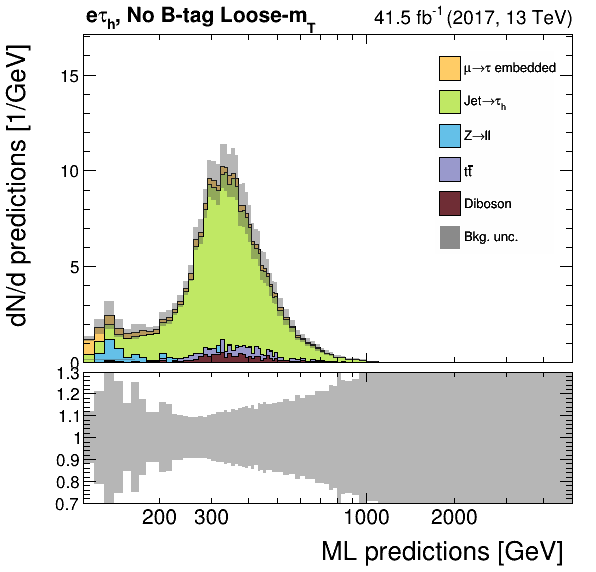 eτh, No B-tag Loose-mT
41.5 fb⁻¹ (2017, 13 TeV)
dN/d predictions [1/GeV]
15
10
5
0
μ→τ embedded
Jet→τh
Z→ll
tt̄
Diboson
Bkg. unc.
1.3
1.2
1.1
1
0.9
0.8
0.7
200 300 1000 2000
ML predictions [GeV]